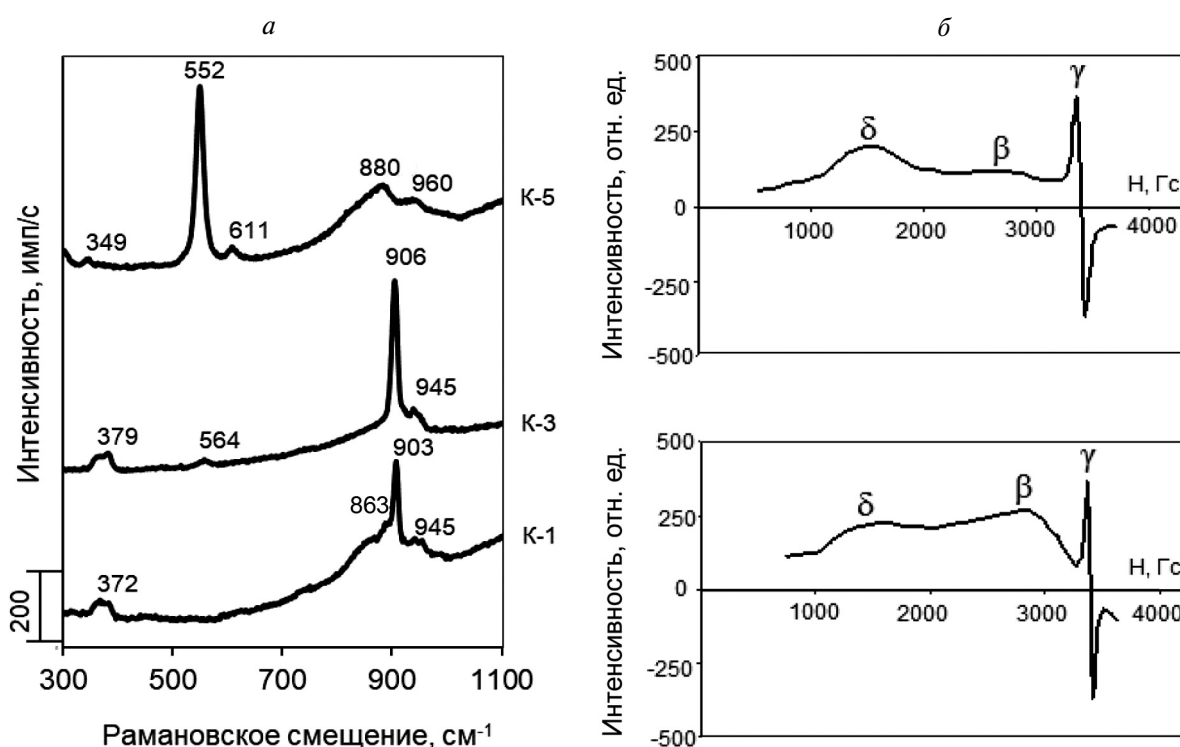 а
552
880
960
К-5
349
611
906
945
К-3
379
564
903
863
945
К-1
372
200
300 500 700 900 1100
Рамановское смещение, см-1
Интенсивность, имп/с
б
500
250
0
-250
-500
δ
β
γ
Н, Гс
1000 2000 3000 4000
Интенсивность, отн. ед.
500
250
0
-250
-500
δ
β
γ
Н, Гс
1000 2000 3000 4000
Интенсивность, отн. ед.